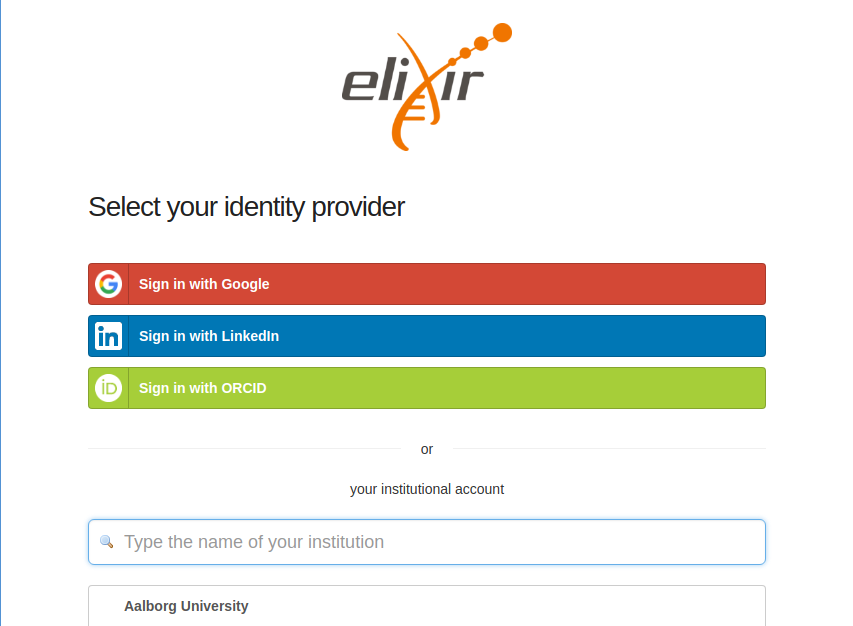 elixir
Select your identity provider
Sign in with Google
Sign in with LinkedIn
Sign in with ORCID
or
your institutional account
Type the name of your institution
Aalborg University